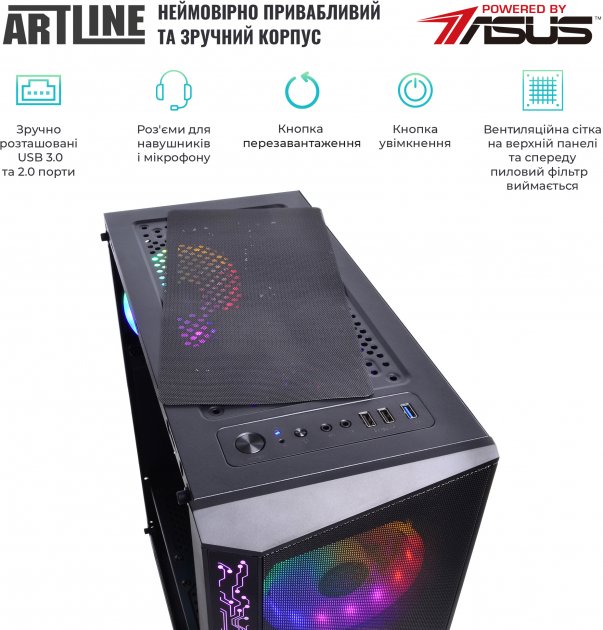 ARTLINE
НЕЙМОВІРНО ПРИВАБЛИВИЙ
ТА ЗРУЧНИЙ КОРПУС
POWERED BY
ASUS
Зручно
розташовані
USB 3.0
та 2.0 порти
Роз'єми для
навушників
і мікрофону
Кнопка
перезавантаження
Кнопка
увімкнення
Вентиляційна сітка
на верхній панелі
та спереду
пиловий фільтр
виймається